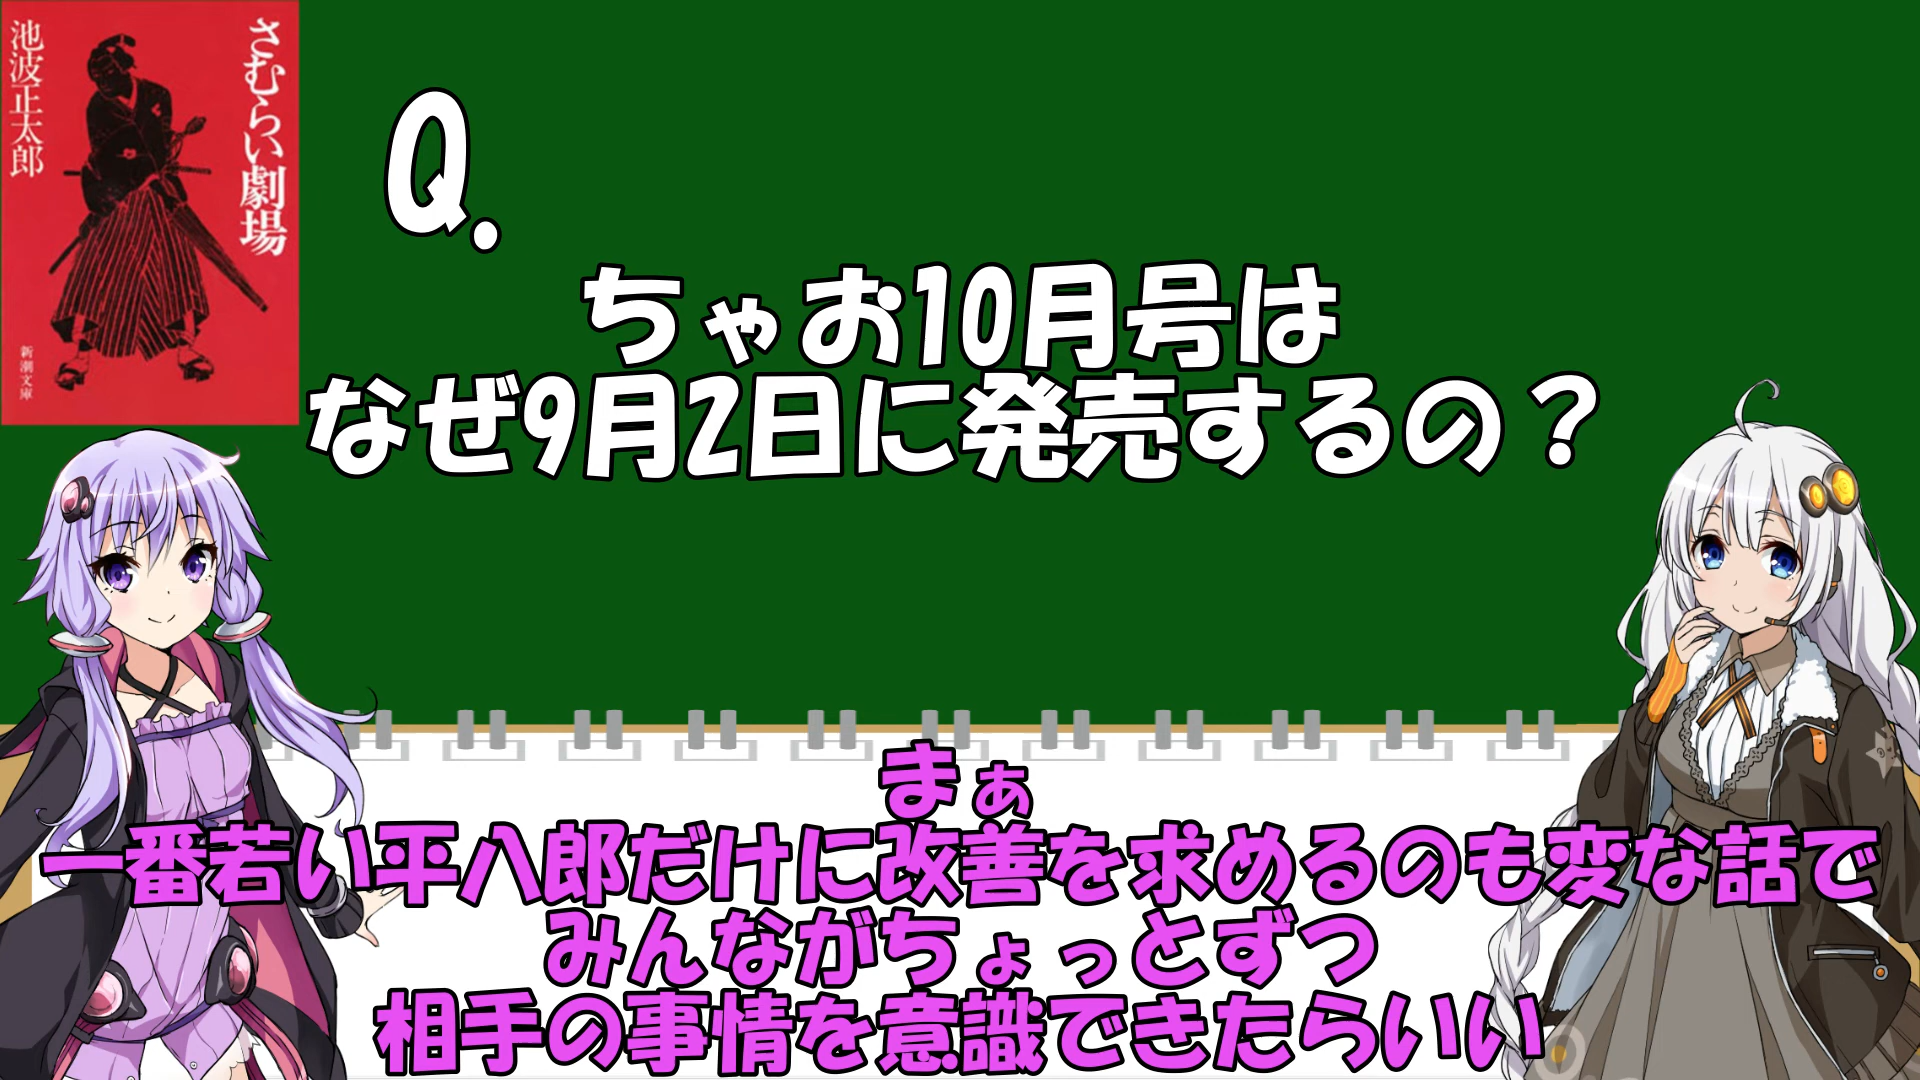 さむらい劇場
池波正太郎
新潮文庫
Q.
ちゃお10月号は
なぜ9月2日に発売するの？
まぁ
一番若い平八郎だけに改善を求めるのも変な話で
みんながちょっとずつ
相手の事情を意識できたらいい